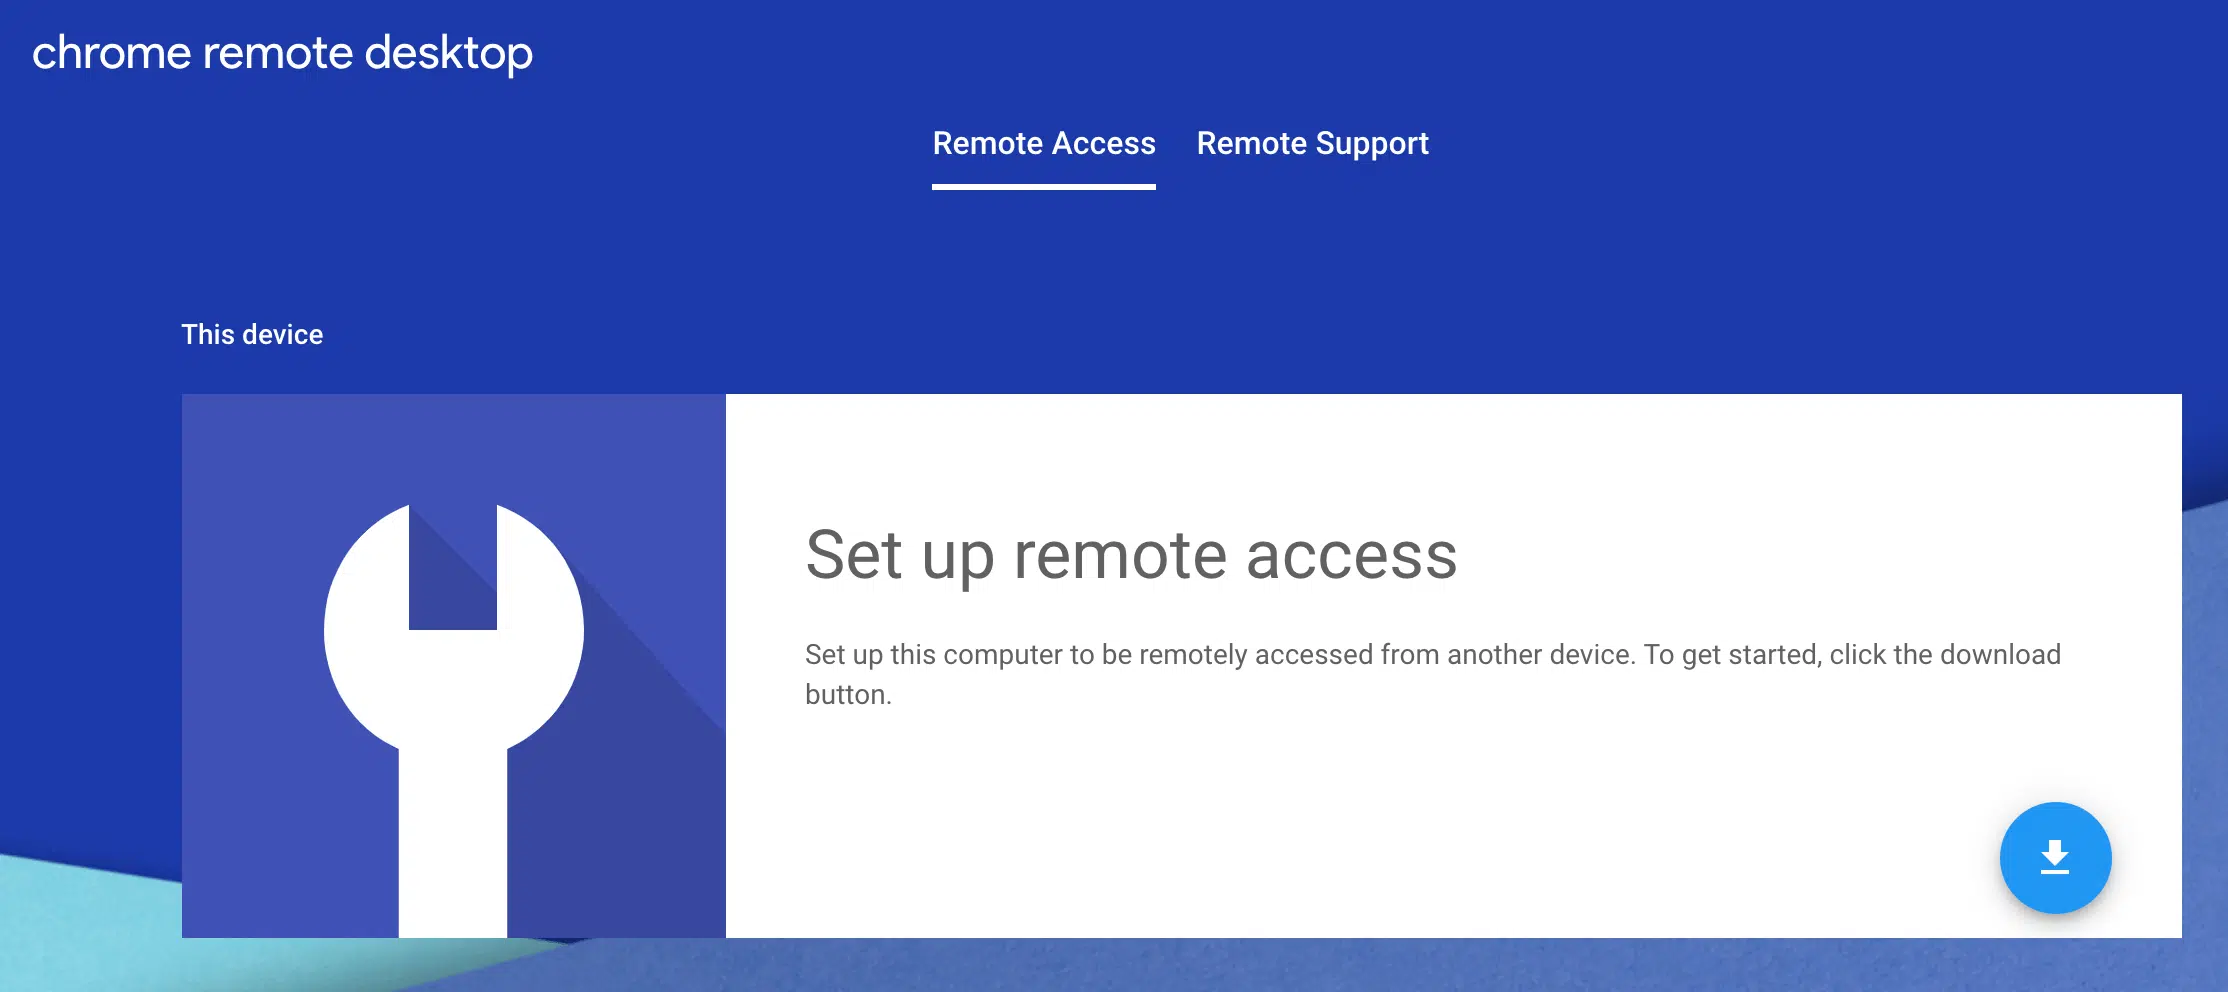 chrome remote desktop
Remote Access Remote Support
This device
Set up remote access
Set up this computer to be remotely accessed from another device. To get started, click the download
button.